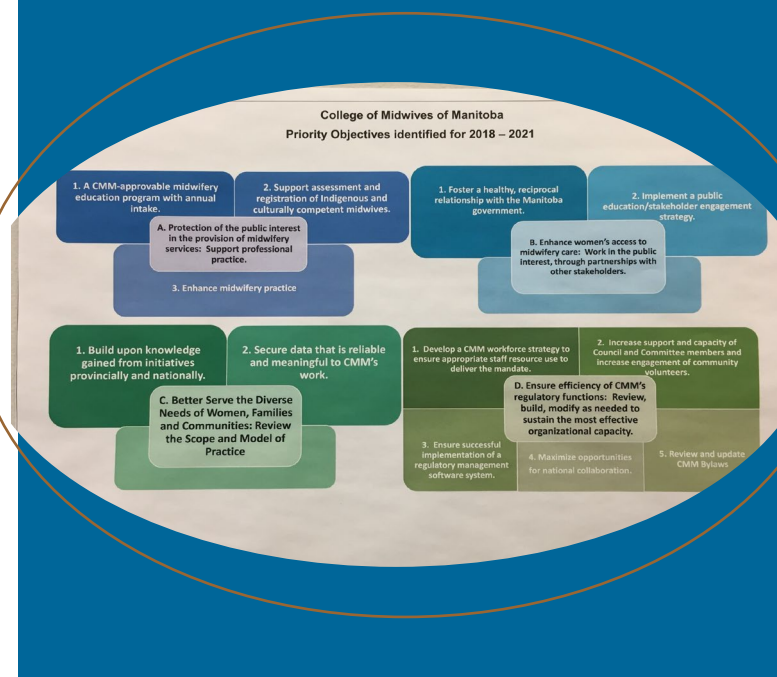 College of Midwives of Manitoba
Priority Objectives identified for 2018 – 2021
1. A CMM-approvable midwifery
education program with annual
intake.
2. Support assessment and
registration of Indigenous and
culturally competent midwives.
A. Protection of the public interest
in the provision of midwifery
services: Support professional
practice.
3. Enhance midwifery practice
1. Foster a healthy, reciprocal
relationship with the Manitoba
government.
2. Implement a public
education/stakeholder engagement
strategy.
B. Enhance women's access to
midwifery care: Work in the public
interest, through partnerships with
other stakeholders.
1. Build upon knowledge
gained from initiatives
provincially and nationally.
2. Secure data that is reliable
and meaningful to CMM's
work.
C. Better Serve the Diverse
Needs of Women, Families
and Communities: Review
the Scope and Model of
Practice
1. Develop a CMM workforce strategy to
ensure appropriate staff resource use to
deliver the mandate.
2. Increase support and capacity of
Council and Committee members and
increase engagement of community
volunteers.
D. Ensure efficiency of CMM's
regulatory functions: Review,
build, modify as needed to
sustain the most effective
organizational capacity.
3. Ensure successful
implementation of a
regulatory management
software system.
4. Maximize opportunities
for national collaboration.
5. Review and update
CMM Bylaws